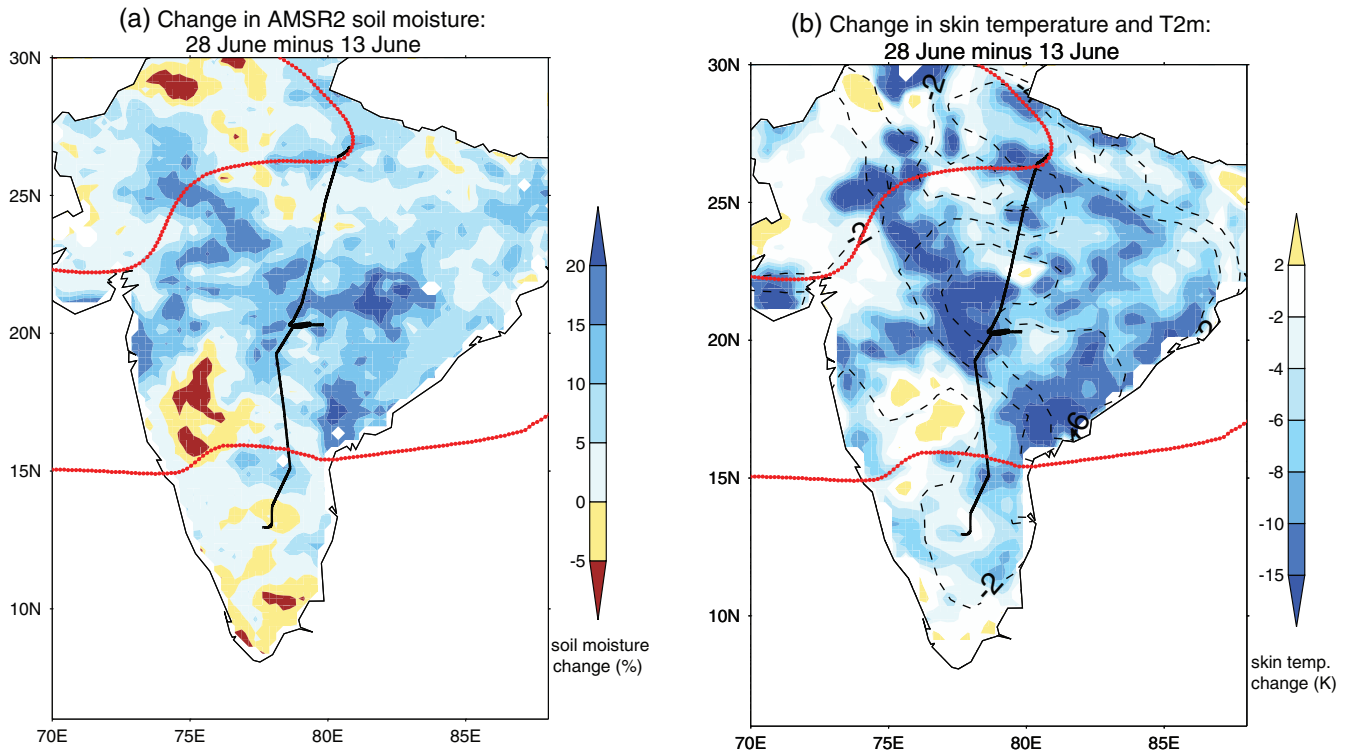 (a) Change in AMSR2 soil moisture:
28 June minus 13 June
30N
25N
20N
15N
10N
70E
75E
80E
85E
20
15
10
5
0
-5
soil moisture
change (%)
(b) Change in skin temperature and T2m:
28 June minus 13 June
30N
25N
20N
15N
10N
70E
75E
80E
85E
-2
-2
-2
-6
2
-2
-4
-6
-8
-10
-15
skin temp.
change (K)